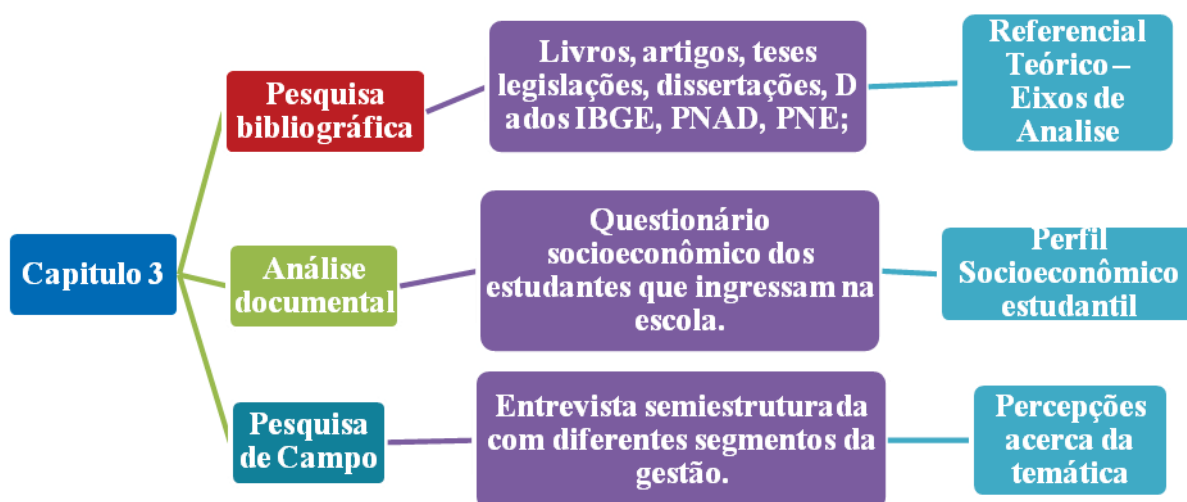 Capitulo 3
Pesquisa
bibliográfica
Livros, artigos, teses
legislações, dissertações, D
ados IBGE, PNAD, PNE;
Referencial
Teórico –
Eixos de
Analise
Análise
documental
Questionário
socioeconômico dos
estudantes que ingressam na
escola.
Perfil
Socioeconômico
estudantil
Pesquisa
de Campo
Entrevista semiestruturada
com diferentes segmentos da
gestão.
Percepções
acerca da
temática